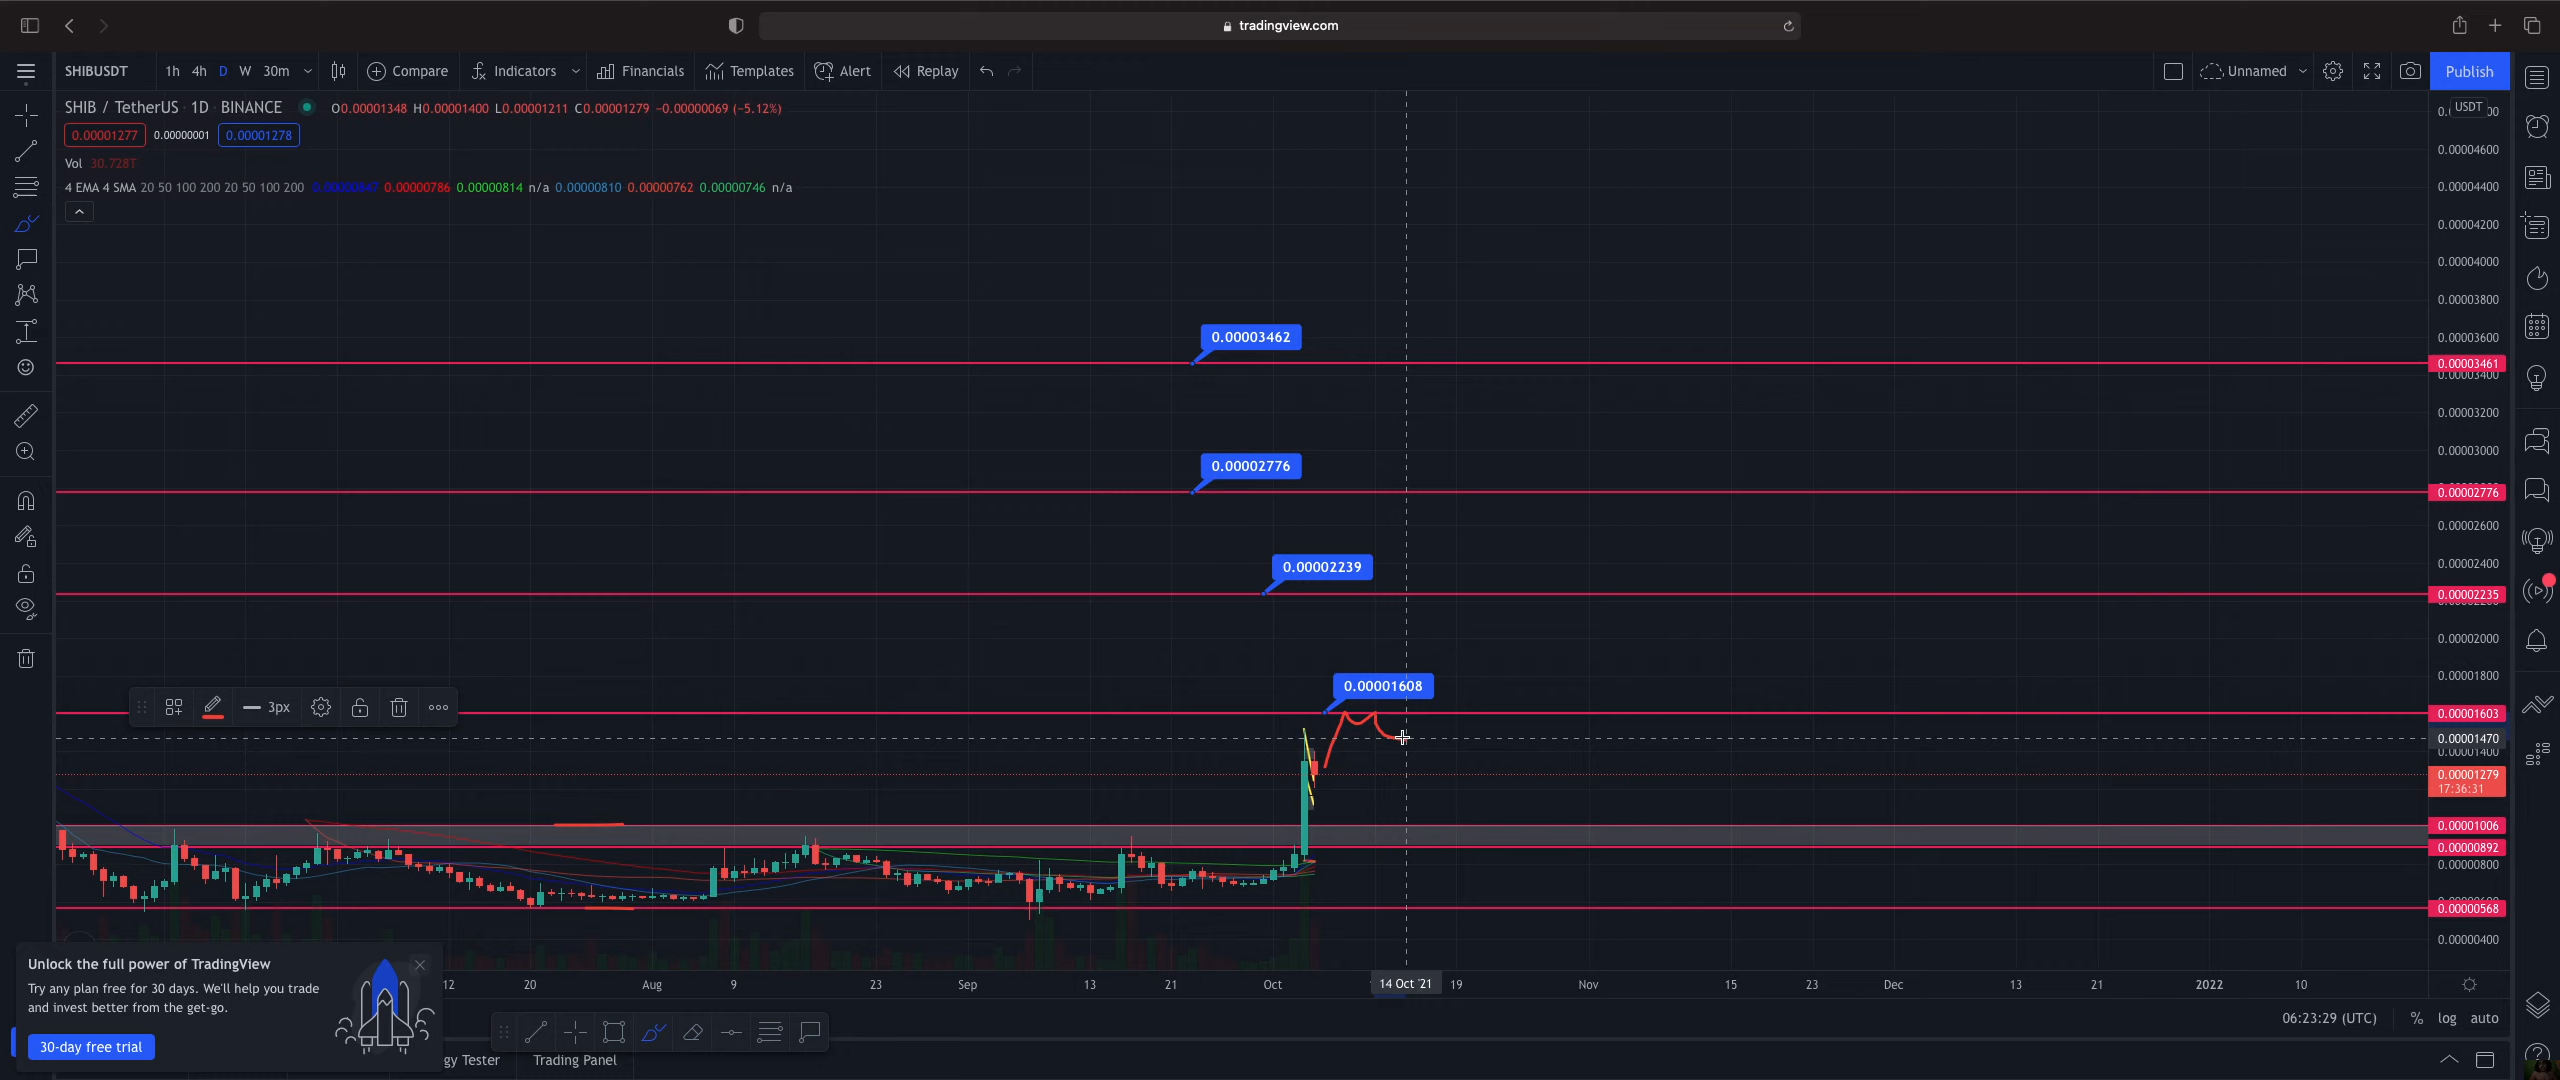 tradingview.com
SHIBUSDT 1h 4h D W 30m Compare Indicators Financials Templates Alert Replay Unnamed Publish
SHIB / TetherUS · 1D · BINANCE O0.00001348 H0.00001400 L0.00001211 C0.00001279 −0.00000069 (−5.12%)
0.00001277 0.00000001 0.00001278
Vol 30.728T
4 EMA 4 SMA 20 50 100 200 20 50 100 200 0.00000786 0.00000814 n/a 0.00000810 0.00000762 0.00000746 n/a
USDT
0.00004600
0.00004400
0.00004200
0.00004000
0.00003800
0.00003600
0.00003462
0.00003461
0.00003400
0.00003200
0.00003000
0.00002776
0.00002776
0.00002600
0.00002400
0.00002239
0.00002235
0.00002000
0.00001800
0.00001608
3px
0.00001603
0.00001470
0.00001400
0.00001279
17:36:31
0.00001006
0.00000892
0.00000800
0.00000568
0.00000400
Unlock the full power of TradingView
Try any plan free for 30 days. We'll help you trade
and invest better from the get-go.
30-day free trial
12 20 Aug 9 23 Sep 13 21 Oct 14 Oct '21 19 Nov 15 23 Dec 13 21 2022 10
06:23:29 (UTC) % log auto
gy Tester Trading Panel